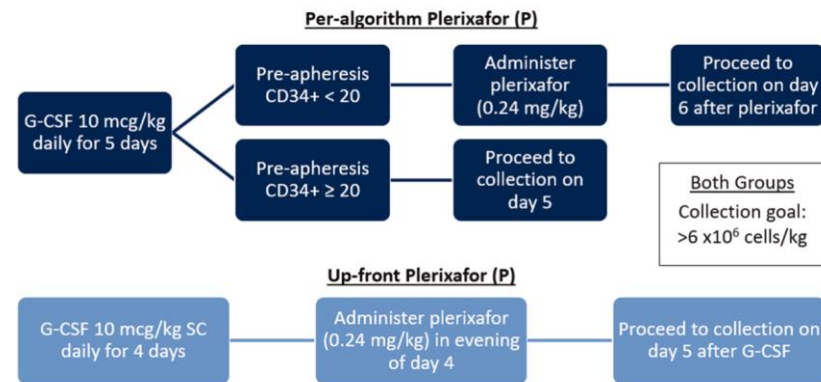 Per-algorithm Plerixafor (P)
G-CSF 10 mcg/kg
daily for 5 days
Pre-apheresis
CD34+ < 20
Administer
plerixafor
(0.24 mg/kg)
Proceed to
collection on day
6 after plerixafor
Pre-apheresis
CD34+ ≥ 20
Proceed to
collection on
day 5
Both Groups
Collection goal:
>6 x10⁶ cells/kg
Up-front Plerixafor (P)
G-CSF 10 mcg/kg SC
daily for 4 days
Administer plerixafor
(0.24 mg/kg) in evening
of day 4
Proceed to collection on
day 5 after G-CSF